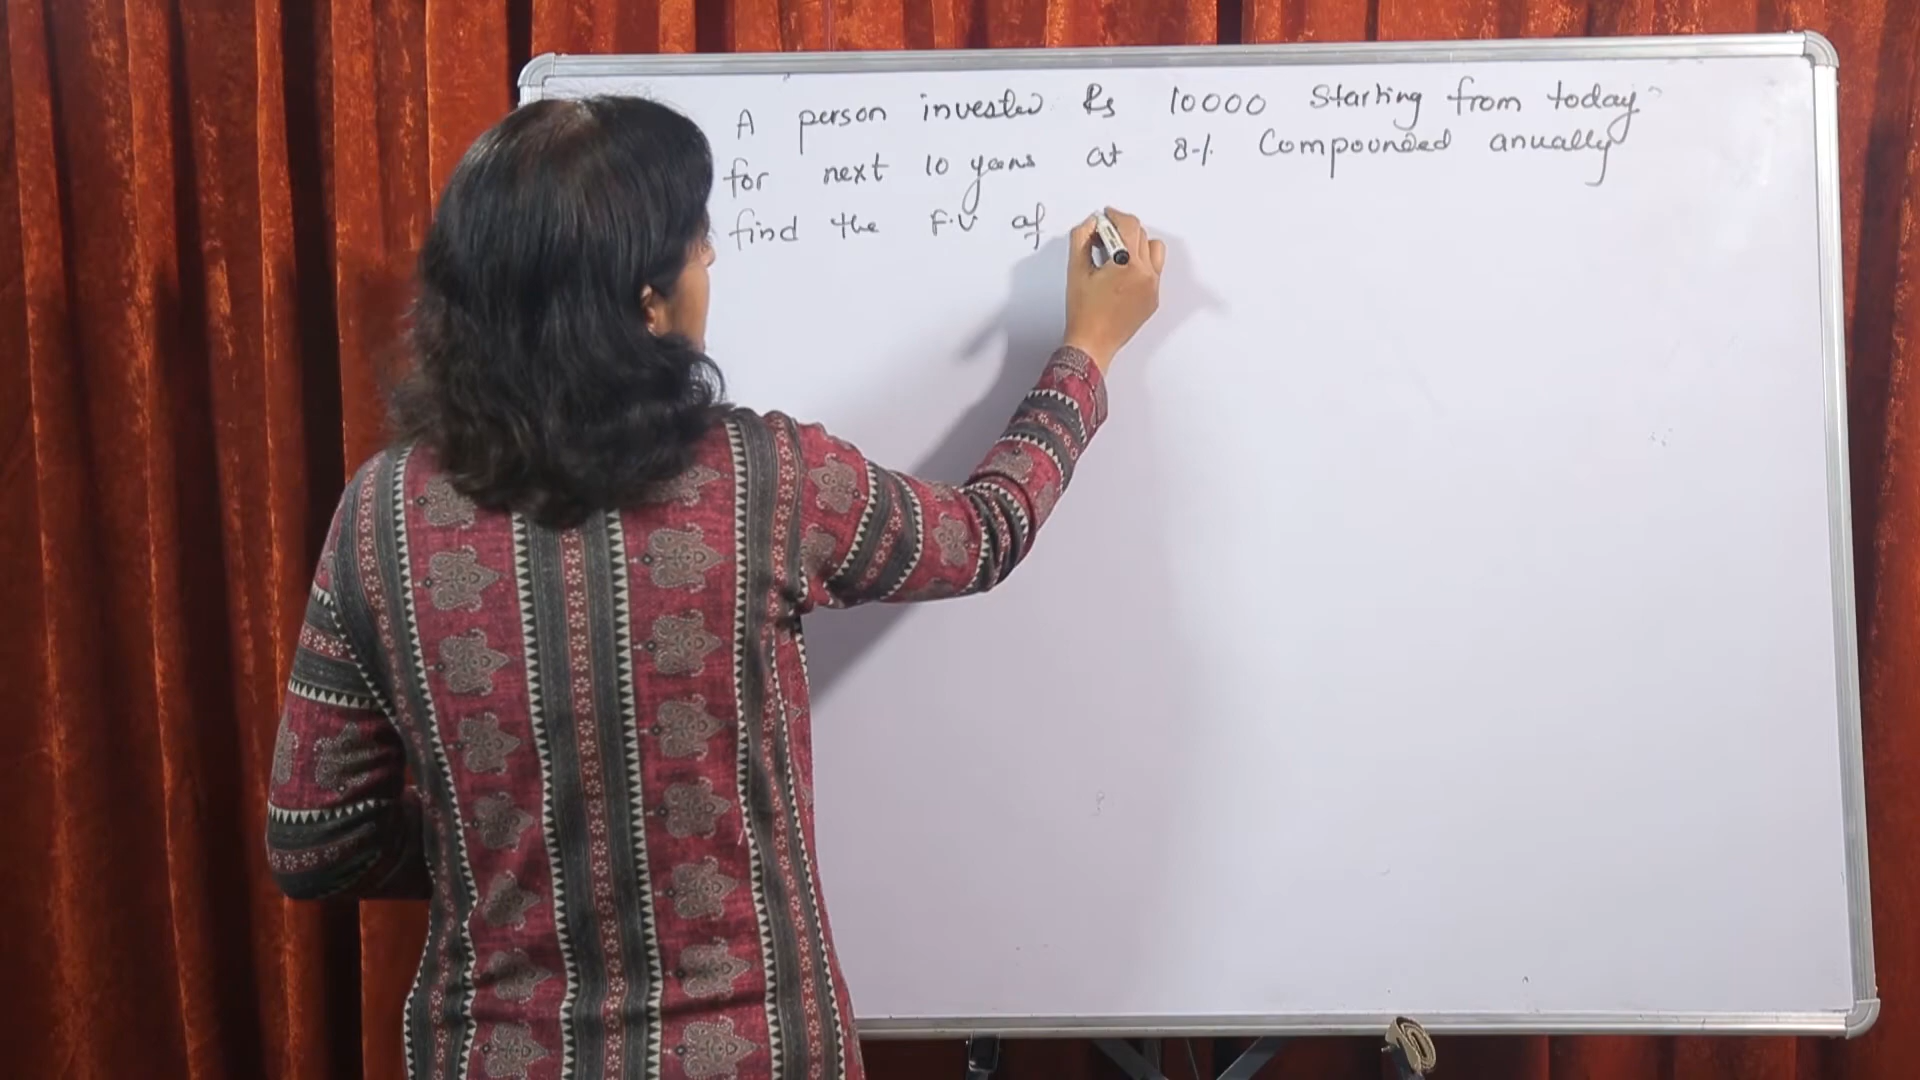 A person invested Rs 10000 Starting from today
for next 10 years at 8-/. Compounded anually
find the F.V of